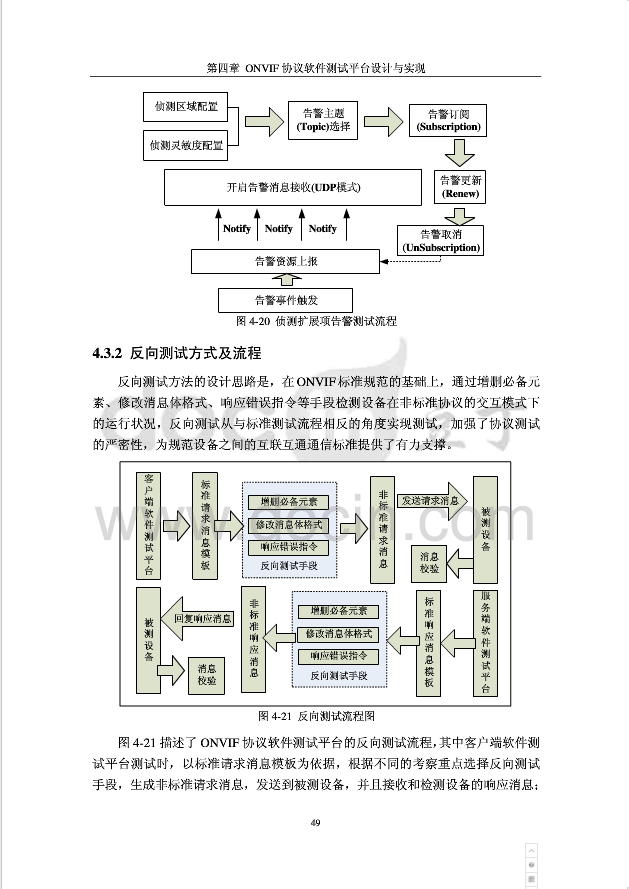 第四章 ONVIF 协议软件测试平台设计与实现
侦测区域配置
侦测灵敏度配置
告警主题
(Topic)选择
告警订阅
(Subscription)
告警更新
(Renew)
告警取消
(UnSubscription)
开启告警消息接收(UDP模式)
Notify Notify Notify
告警资源上报
告警事件触发
图 4-20 侦测扩展项告警测试流程
4.3.2 反向测试方式及流程
反向测试方法的设计思路是，在 ONVIF 标准规范的基础上，通过增删必备元
素、修改消息体格式、响应错误指令等手段检测设备在非标准协议的交互模式下
的运行状况，反向测试从与标准测试流程相反的角度实现测试，加强了协议测试
的严密性，为规范设备之间的互联互通通信标准提供了有力支撑。
客户端软件测试平台
标准请求消息模板
增删必备元素
修改消息体格式
响应错误指令
反向测试手段
非标准请求消息
发送请求消息
被测设备
消息
校验
被测设备
回复响应消息
消息
校验
非标准响应消息
增删必备元素
修改消息体格式
响应错误指令
反向测试手段
标准响应消息模板
服务端软件测试平台
图 4-21 反向测试流程图
图 4-21 描述了 ONVIF 协议软件测试平台的反向测试流程，其中客户端软件测
试平台测试时，以标准请求消息模板为依据，根据不同的考察重点选择反向测试
手段，生成非标准请求消息，发送到被测设备，并且接收和检测设备的响应消息；
49
www.docin.com
docin 豆丁